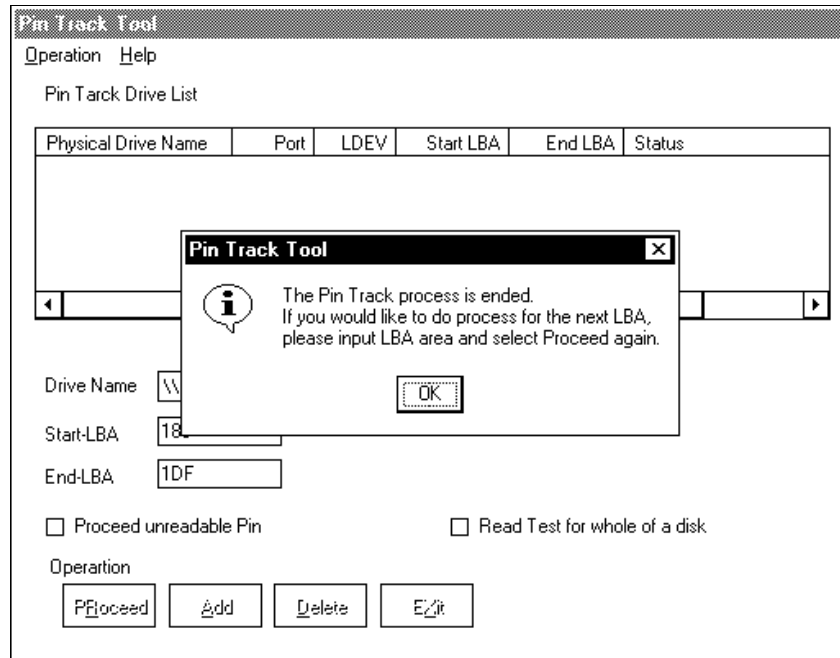 Pin Track Tool
Operation Help
Pin Tarck Drive List
Physical Drive Name Port LDEV Start LBA End LBA Status
Pin Track Tool
The Pin Track process is ended.
If you would like to do process for the next LBA,
please input LBA area and select Proceed again.
OK
Drive Name \\
Start-LBA 18
End-LBA 1DF
Proceed unreadable Pin Read Test for whole of a disk
Operartion
PRoceed Add Delete EXit